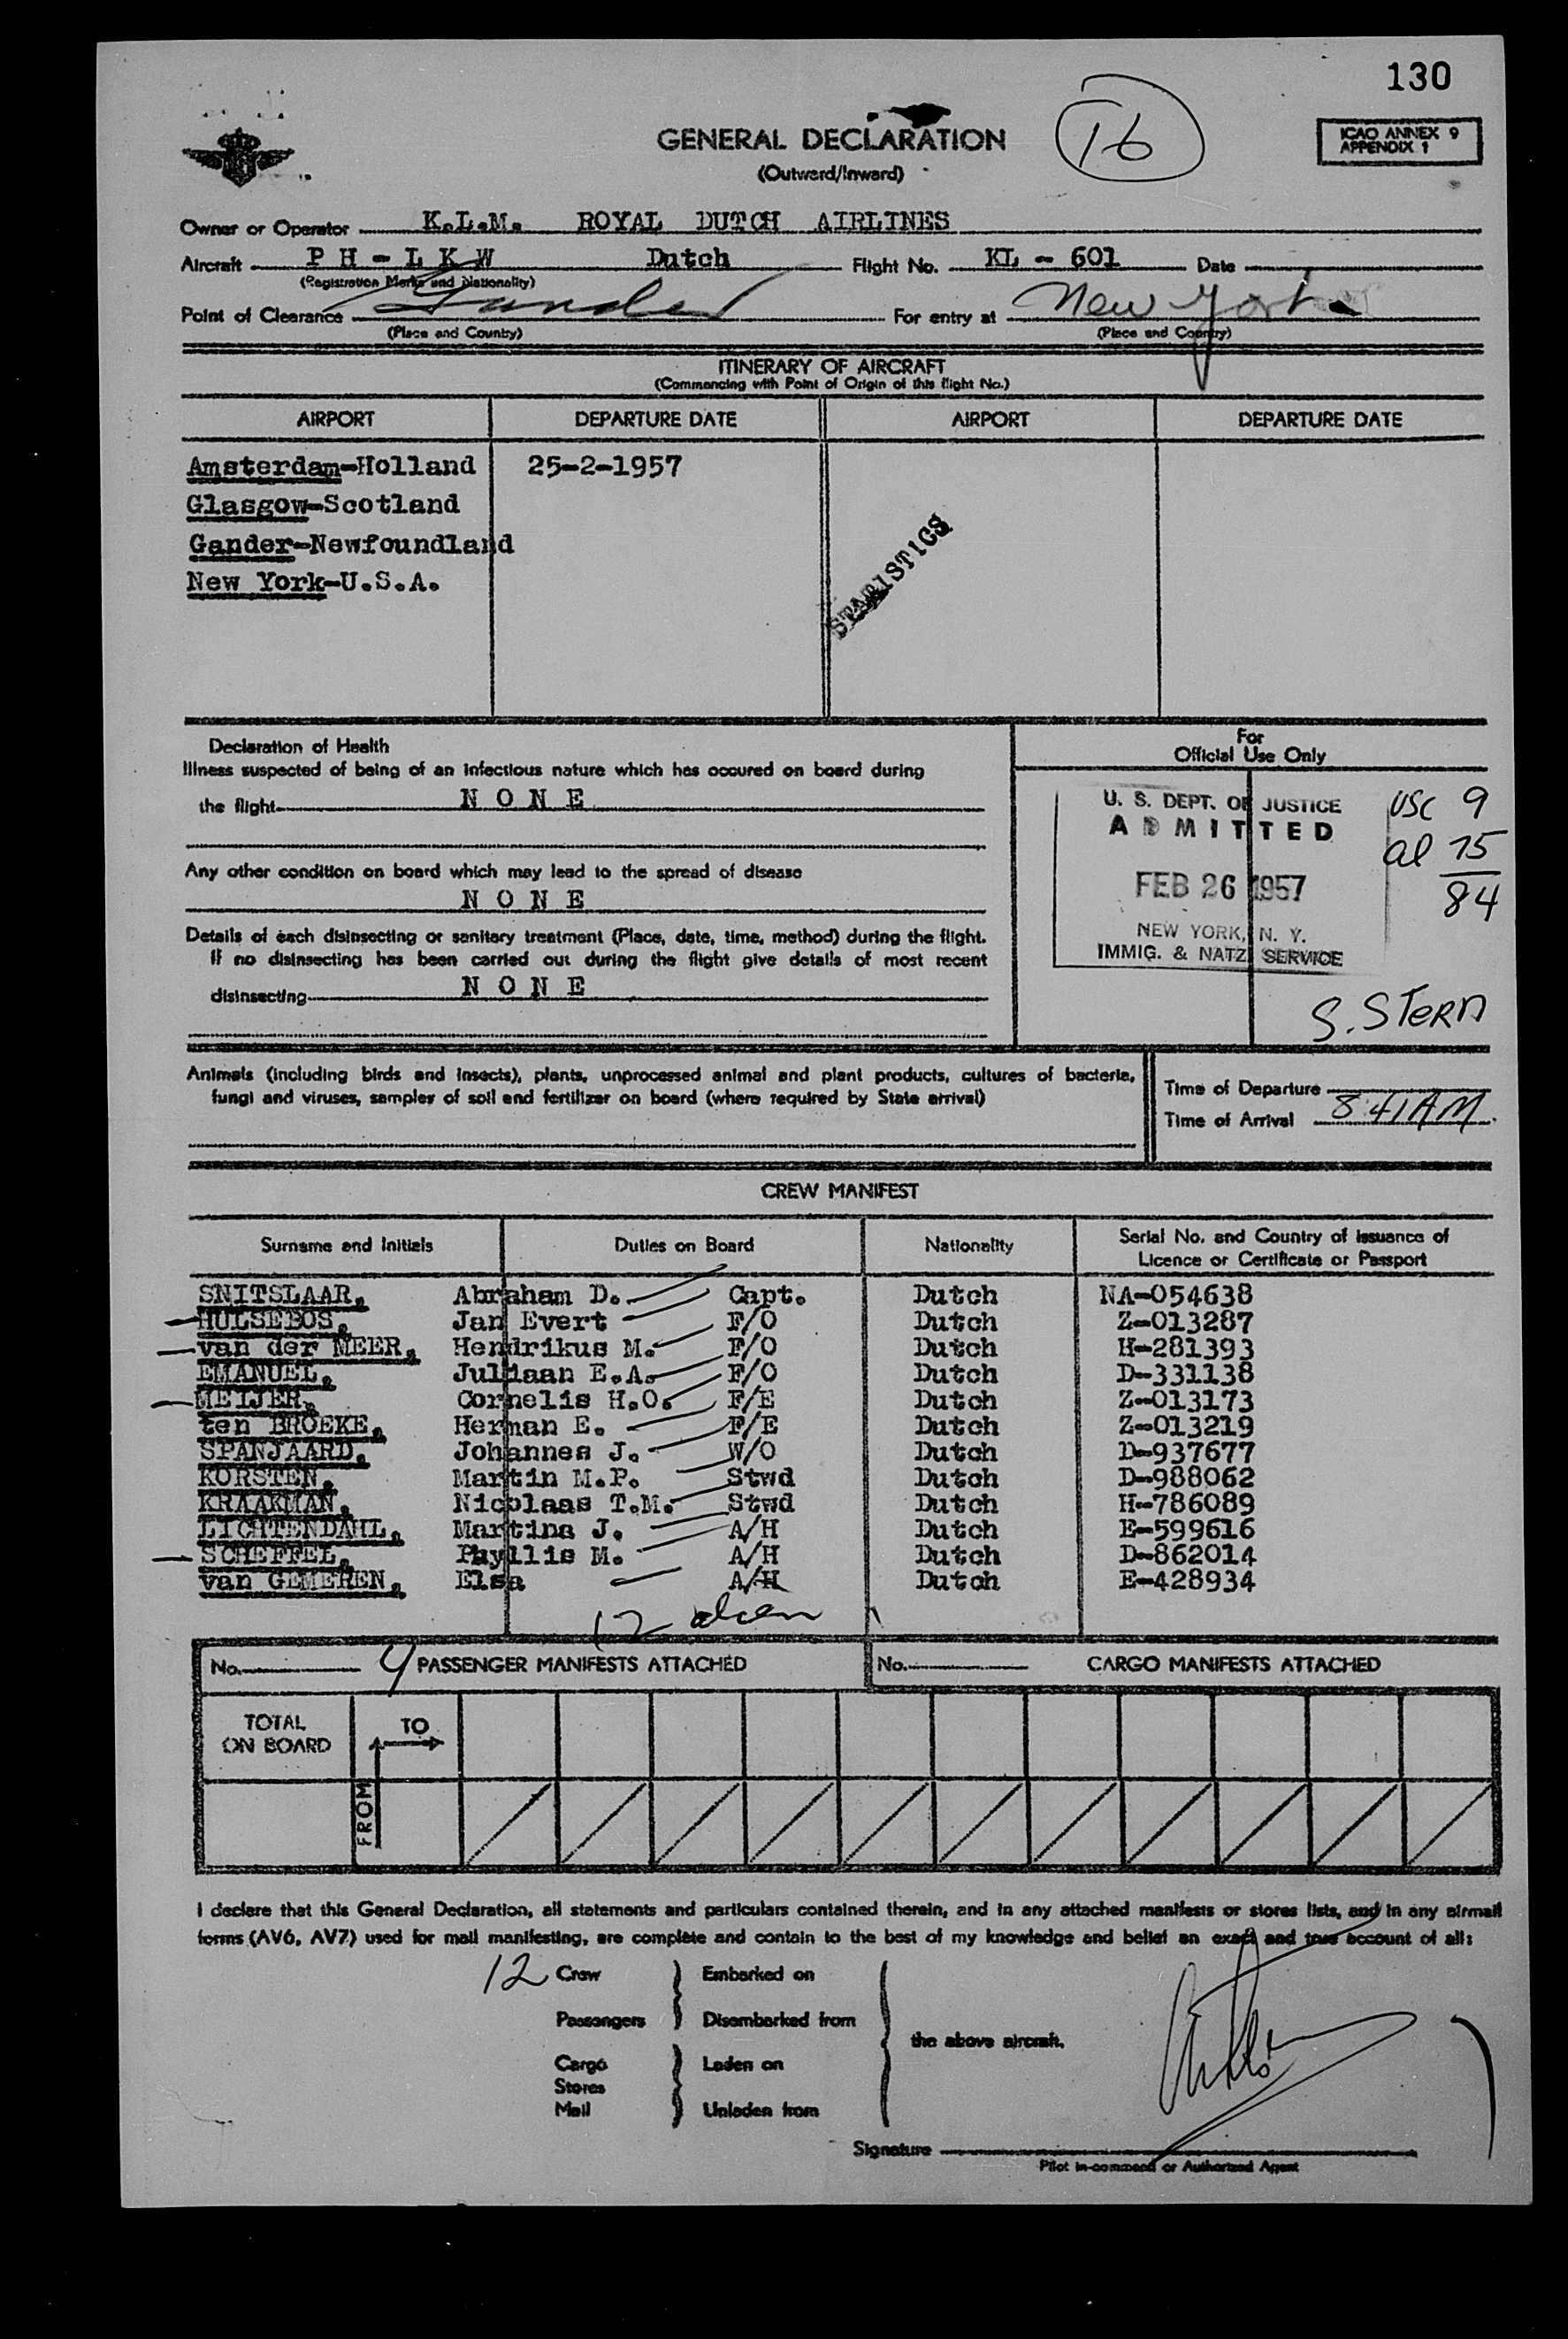 130
GENERAL DECLARATION
16
ICAO ANNEX 9
APPENDIX 1
(Outward/Inward)
Owner or Operator K.L.M. ROYAL DUTCH AIRLINES
Aircraft P H - L K W Dutch Flight No. KL - 601 Date
(Registration Marks and Nationality)
Point of Clearance Gander For entry at New York
(Place and Country) (Place and Country)
ITINERARY OF AIRCRAFT
(Commencing with Point of Origin of this flight No.)
AIRPORT DEPARTURE DATE AIRPORT DEPARTURE DATE
Amsterdam-Holland 25-2-1957
Glasgow-Scotland
Gander-Newfoundland
New York-U.S.A.
STATISTICS
Declaration of Health
Illness suspected of being of an infectious nature which has occured on board during
the flight N O N E
Any other condition on board which may lead to the spread of disease
N O N E
Details of each disinsecting or sanitary treatment (Place, date, time, method) during the flight.
If no disinsecting has been carried out during the flight give details of most recent
disinsecting N O N E
For
Official Use Only
U. S. DEPT. OF JUSTICE
ADMITTED
FEB 26 1957
NEW YORK, N. Y.
IMMIG. & NATZ SERVICE
USC 9
al 75
84
S. STERN
Animals (including birds and insects), plants, unprocessed animal and plant products, cultures of bacteria,
fungi and viruses, samples of soil and fertilizer on board (where required by State arrival)
Time of Departure
Time of Arrival 8:41AM
CREW MANIFEST
Surname and Initials Duties on Board Nationality Serial No. and Country of issuance of
Licence or Certificate or Passport
SNITSLAAR, Abraham D. Capt. Dutch NA-054638
HULSEBOS, Jan Evert F/O Dutch Z-013287
van der MEER, Hendrikus M. F/O Dutch H-281393
EMANUEL, Juliaan E.A. F/O Dutch D-331138
MEIJER, Cornelis H.O. F/E Dutch Z-013173
ten BROEKE, Herman E. F/E Dutch Z-013219
SPANJAARD, Johannes J. W/O Dutch D-937677
KORSTEN, Martin M.P. Stwd Dutch D-988062
KRAAKMAN, Nicolaas T.M. Stwd Dutch H-786089
LICHTENDAHL, Martina J. A/H Dutch E-599616
SCHEFFEL, Phyllis M. A/H Dutch D-862014
van GEMEREN, Elsa A/H Dutch E-428934
12
No. 4 PASSENGER MANIFESTS ATTACHED No. CARGO MANIFESTS ATTACHED
TOTAL
ON BOARD
TO
FROM
I declare that this General Declaration, all statements and particulars contained therein, and in any attached manifests or stores lists, and in any airmail
forms (AV6, AV7) used for mail manifesting, are complete and contain to the best of my knowledge and belief an exact and true account of all:
12 Crew Embarked on
Passengers Disembarked from
the above aircraft.
Cargo Laden on
Stores
Mail Unladen from
Signature
Pilot in-command or Authorized Agent